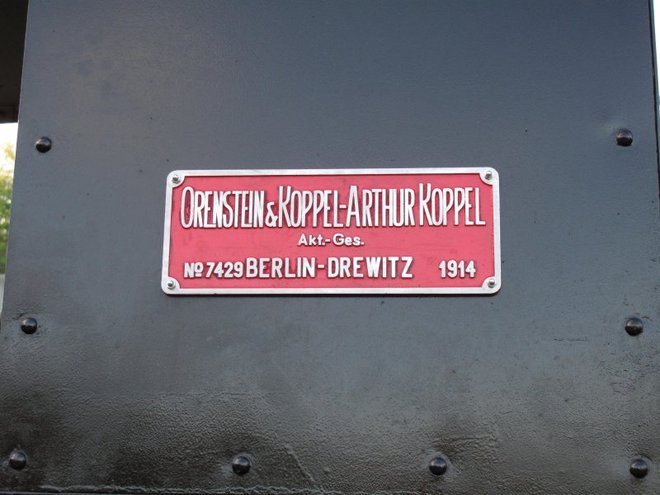 ORENSTEIN & KOPPEL-ARTHUR KOPPEL
Akt.-Ges.
No 7429 BERLIN-DREWITZ 1914